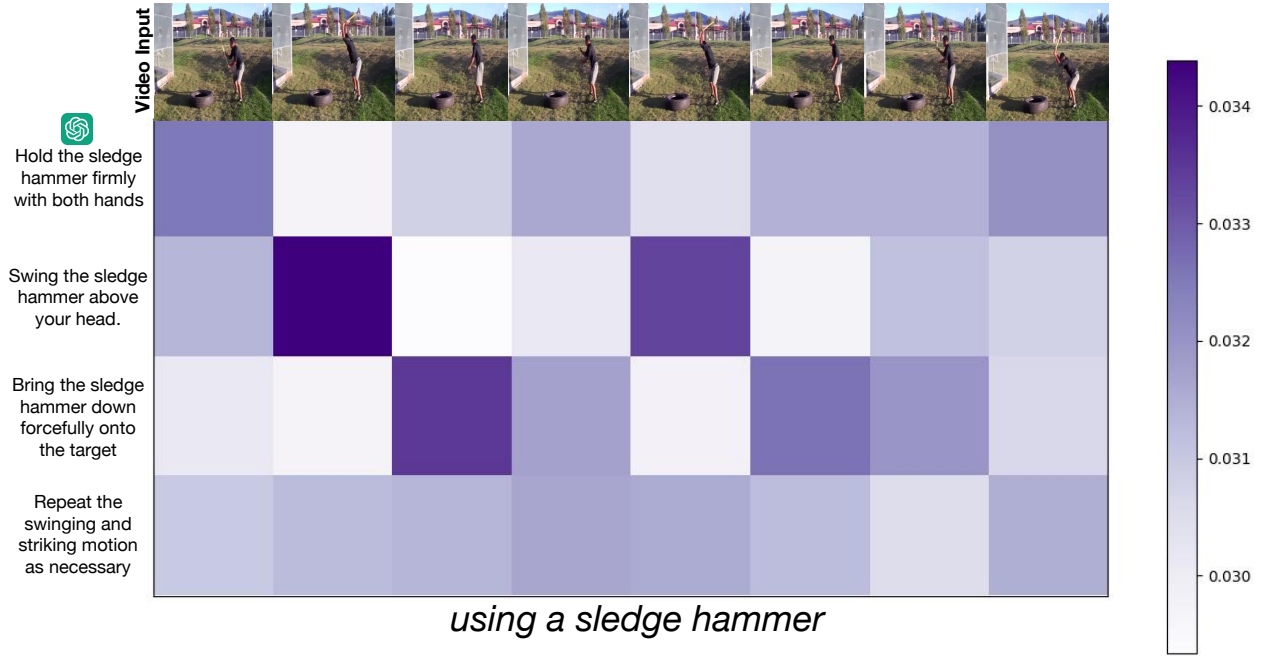 Video Input
Hold the sledge
hammer firmly
with both hands
Swing the sledge
hammer above
your head.
Bring the sledge
hammer down
forcefully onto
the target
Repeat the
swinging and
striking motion
as necessary
using a sledge hammer
0.034
0.033
0.032
0.031
0.030